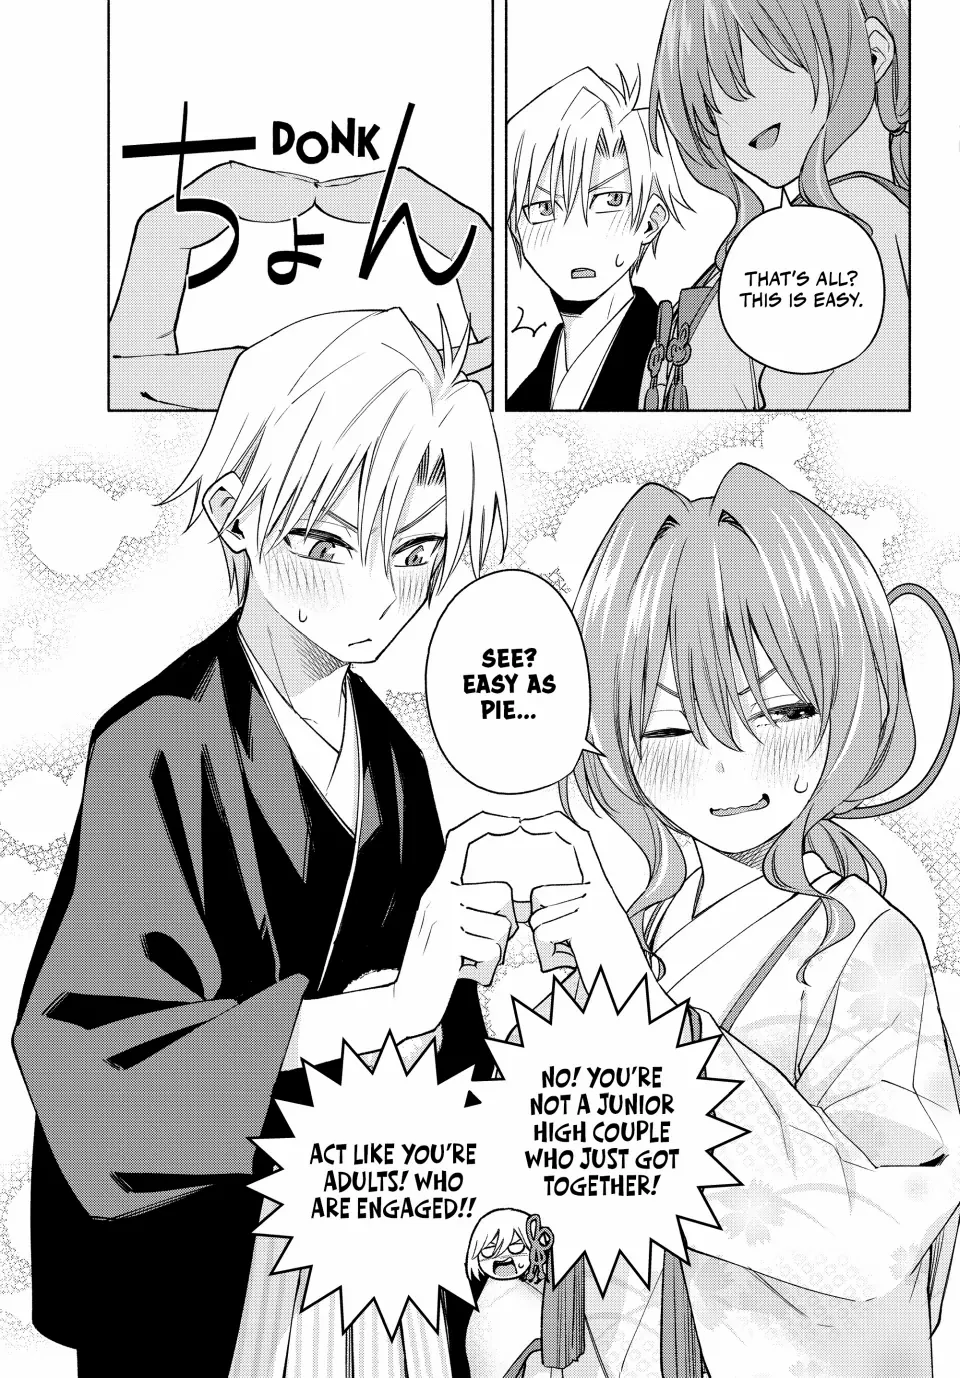 THAT'S ALL?
THIS IS EASY.
DONK
ちょん
SEE?
EASY AS
PIE...
NO! YOU'RE
NOT A JUNIOR
HIGH COUPLE
WHO JUST GOT
TOGETHER!
ACT LIKE YOU'RE
ADULTS! WHO
ARE ENGAGED!!